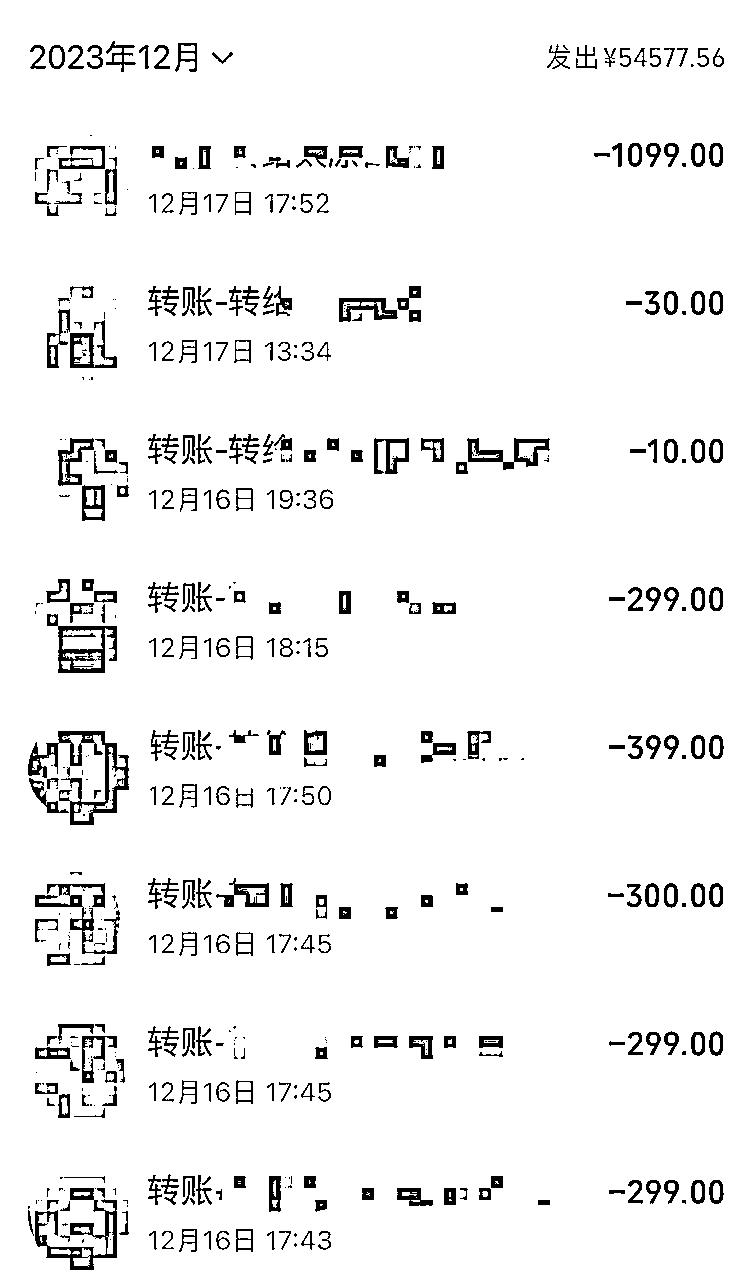 2023年12月 发出¥54577.56
-1099.00
12月17日 17:52
转账-转给 -30.00
12月17日 13:34
转账-转给 -10.00
12月16日 19:36
转账- -299.00
12月16日 18:15
转账- -399.00
12月16日 17:50
转账- -300.00
12月16日 17:45
转账- -299.00
12月16日 17:45
转账- -299.00
12月16日 17:43